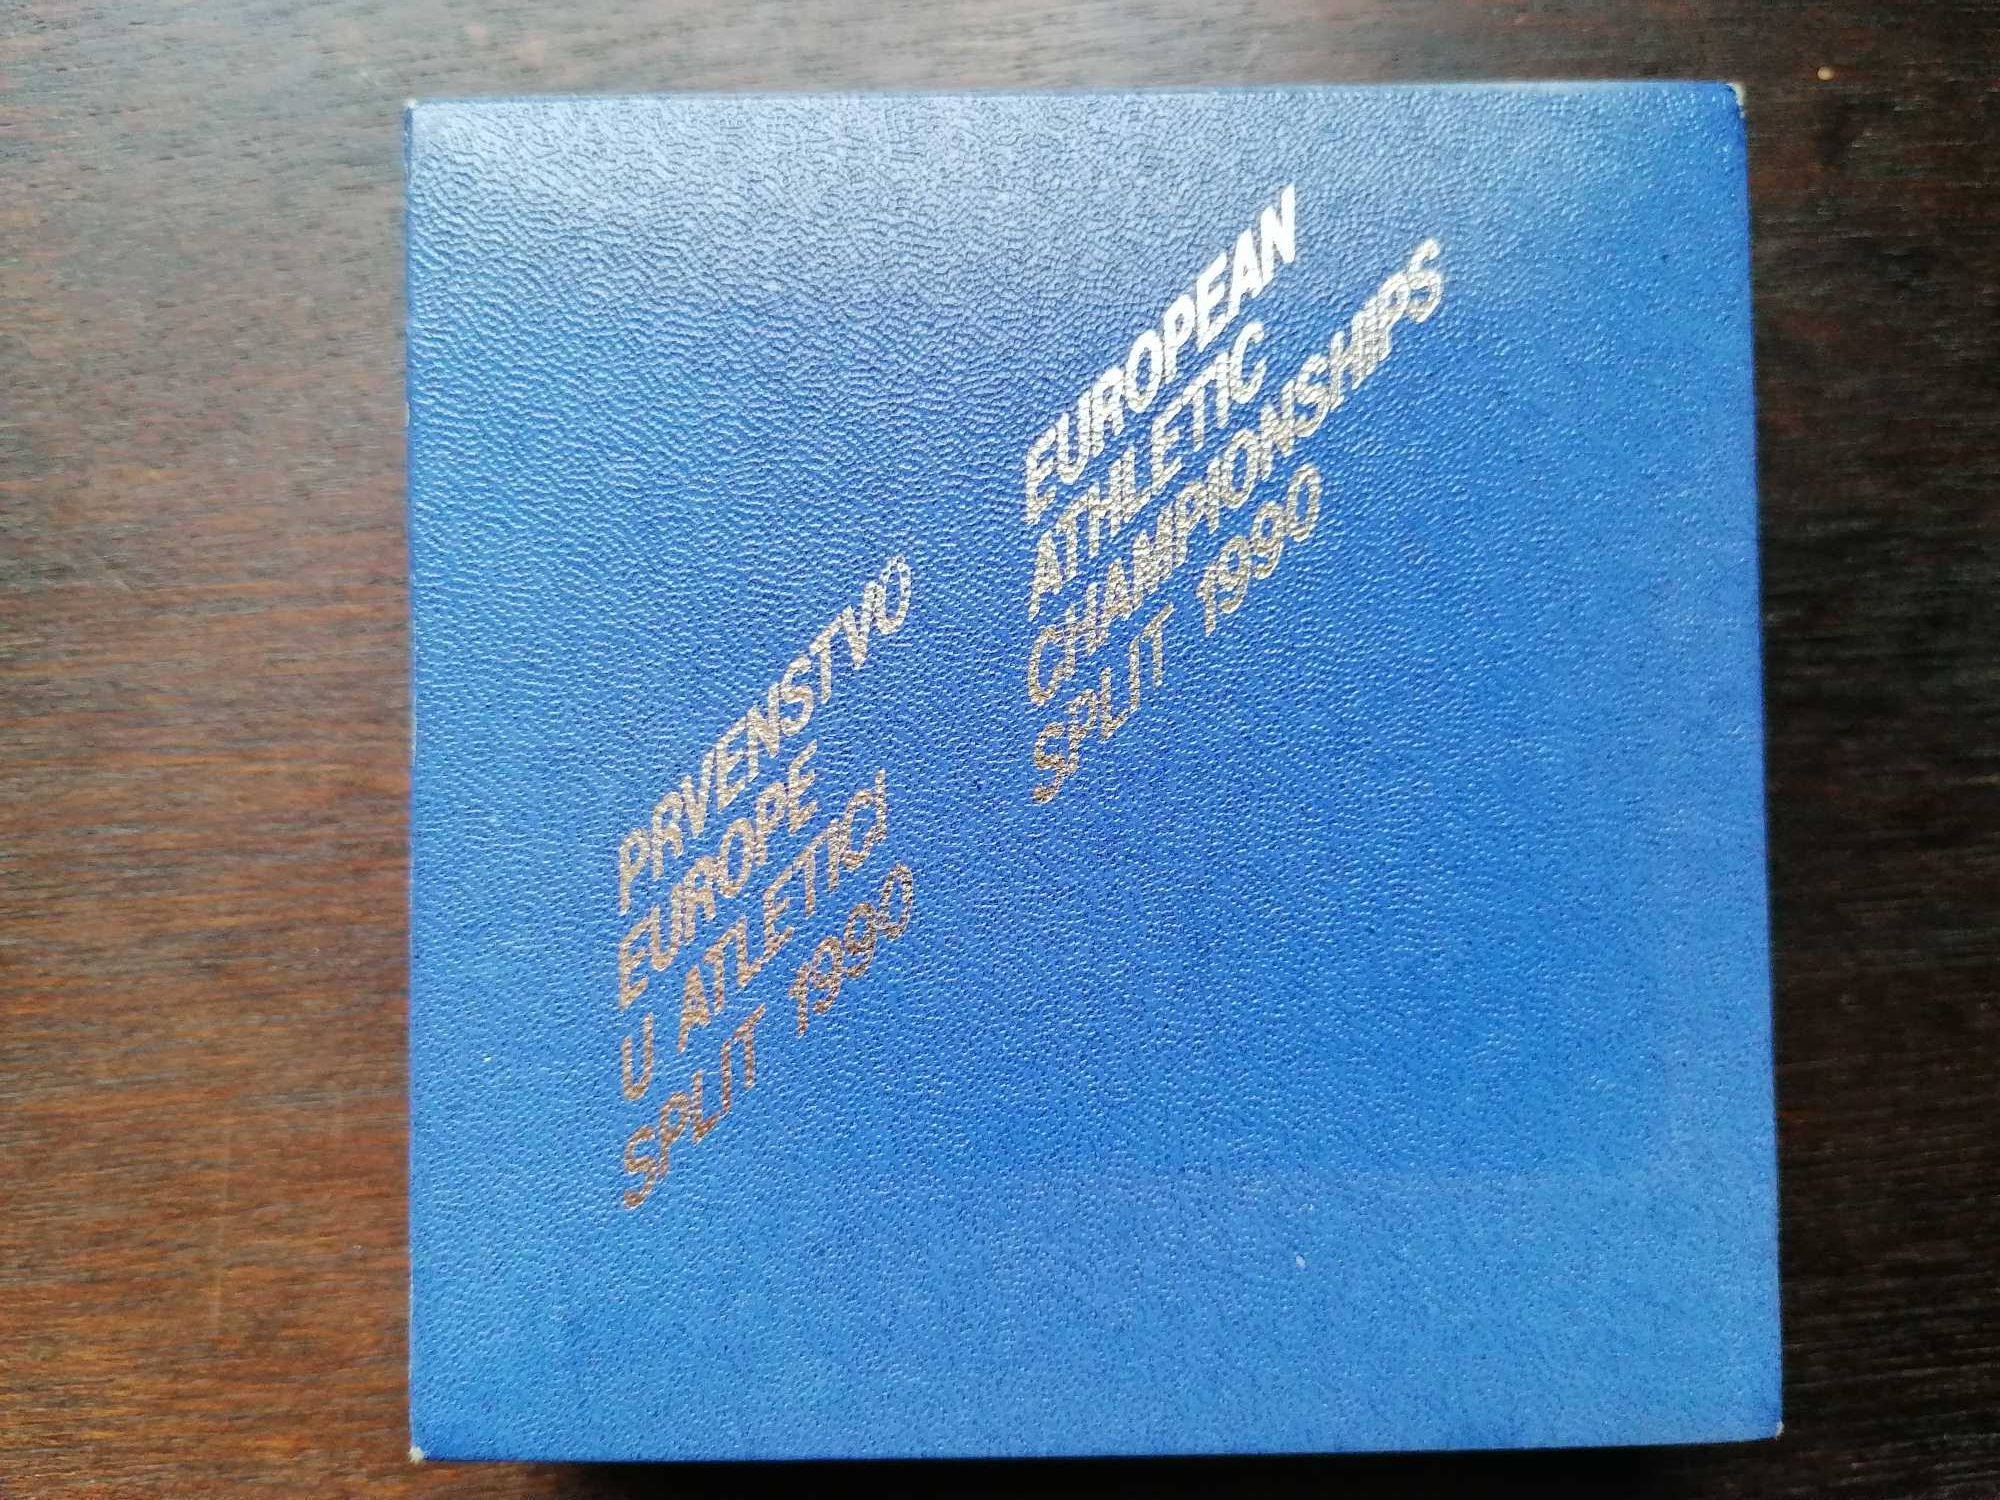 PRVENSTVO
EUROPE
U ATLETICI
SPLIT 1990
EUROPEAN
ATHLETIC
CHAMPIONSHIPS
SPLIT 1990